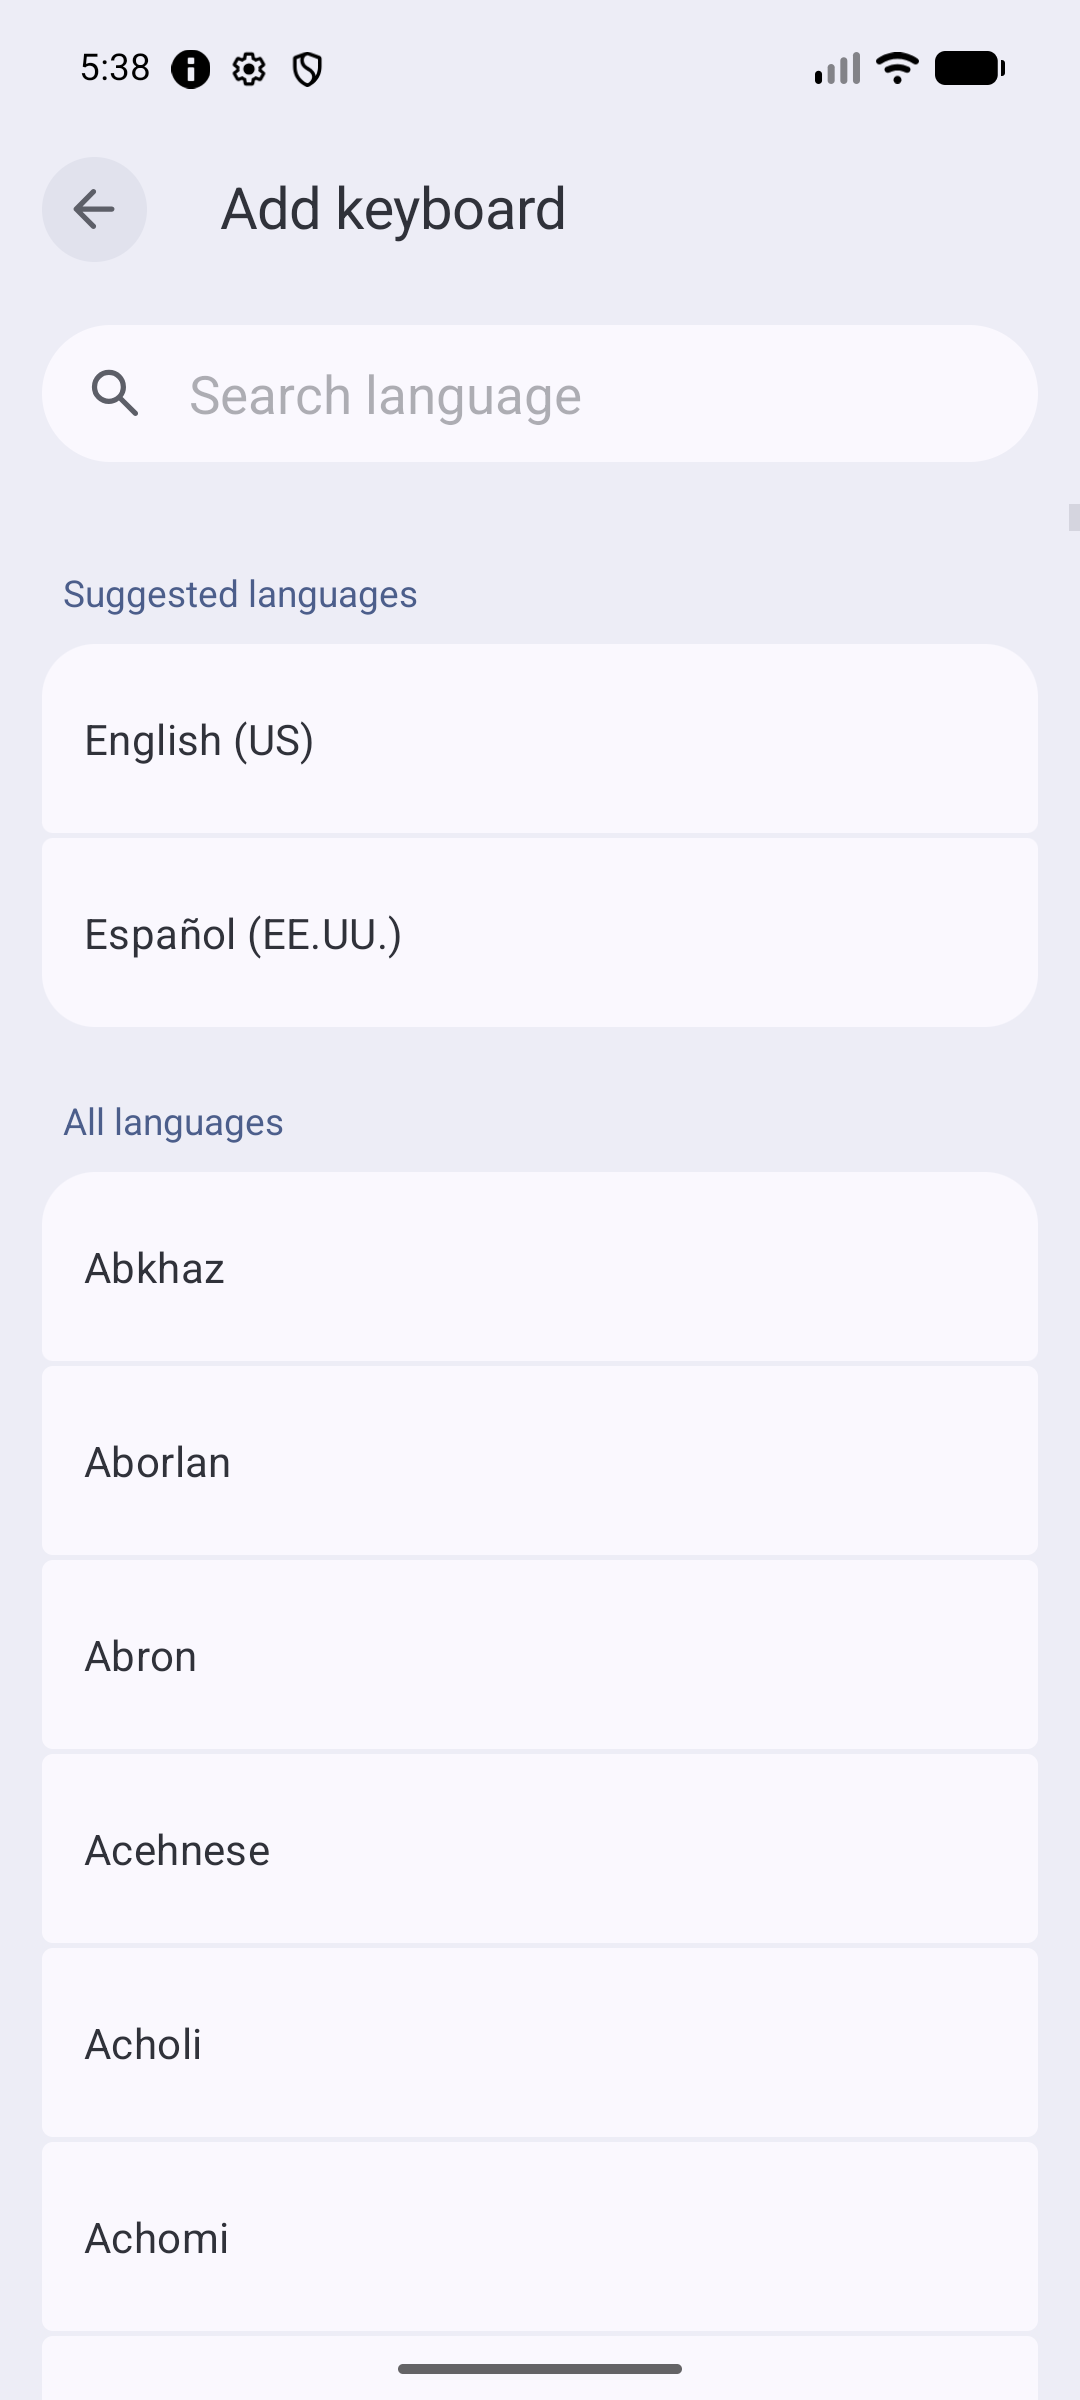 5:38
Add keyboard
Search language
Suggested languages
English (US)
Español (EE.UU.)
All languages
Abkhaz
Aborlan
Abron
Acehnese
Acholi
Achomi